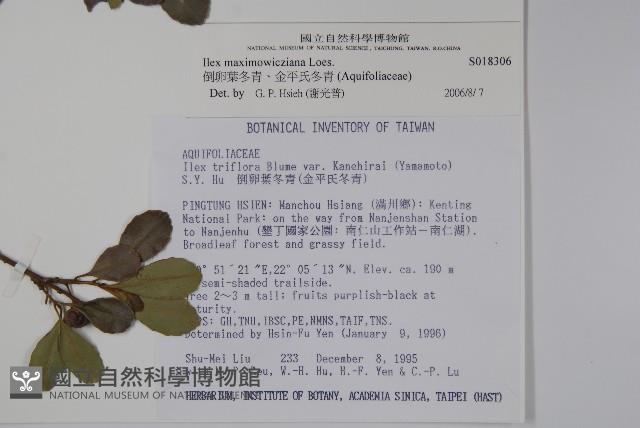 國立自然科學博物館
NATIONAL MUSEUM OF NATURAL SCIENCE, TAICHUNG, TAIWAN, R.O.CHINA
Ilex maximowicziana Loes. S018306
倒卵葉冬青、金平氏冬青 (Aquifoliaceae)
Det. by G. P. Hsieh (謝光普) 2006/8/7
BOTANICAL INVENTORY OF TAIWAN
AQUIFOLIACEAE
Ilex triflora Blume var. Kanehirai (Yamamoto)
S.Y. Hu 倒卵葉冬青(金平氏冬青)
PINGTUNG HSIEN: Manchou Hsiang (滿州鄉): Kenting
National Park: on the way from Nanjenshan Station
to Nanjenhu (墾丁國家公園: 南仁山工作站－南仁湖).
Broadleaf forest and grassy field.
51´21"E,22° 05´13"N. Elev. ca. 190 m
semi-shaded trailside.
ree 2～3 m tall; fruits purplish-black at
turity.
S: GH,TNU,IBSC,PE,NMNS,TAIF,TNS.
Determined by Hsin-Fu Yen (January 9, 1996)
Shu-Mei Liu 233 December 8, 1995
W.-H. Hu, H.-F. Yen & C.-P. Lu
HERBARIUM, INSTITUTE OF BOTANY, ACADEMIA SINICA, TAIPEI (HAST)
國立自然科學博物館
NATIONAL MUSEUM OF NATURAL SCIENCE